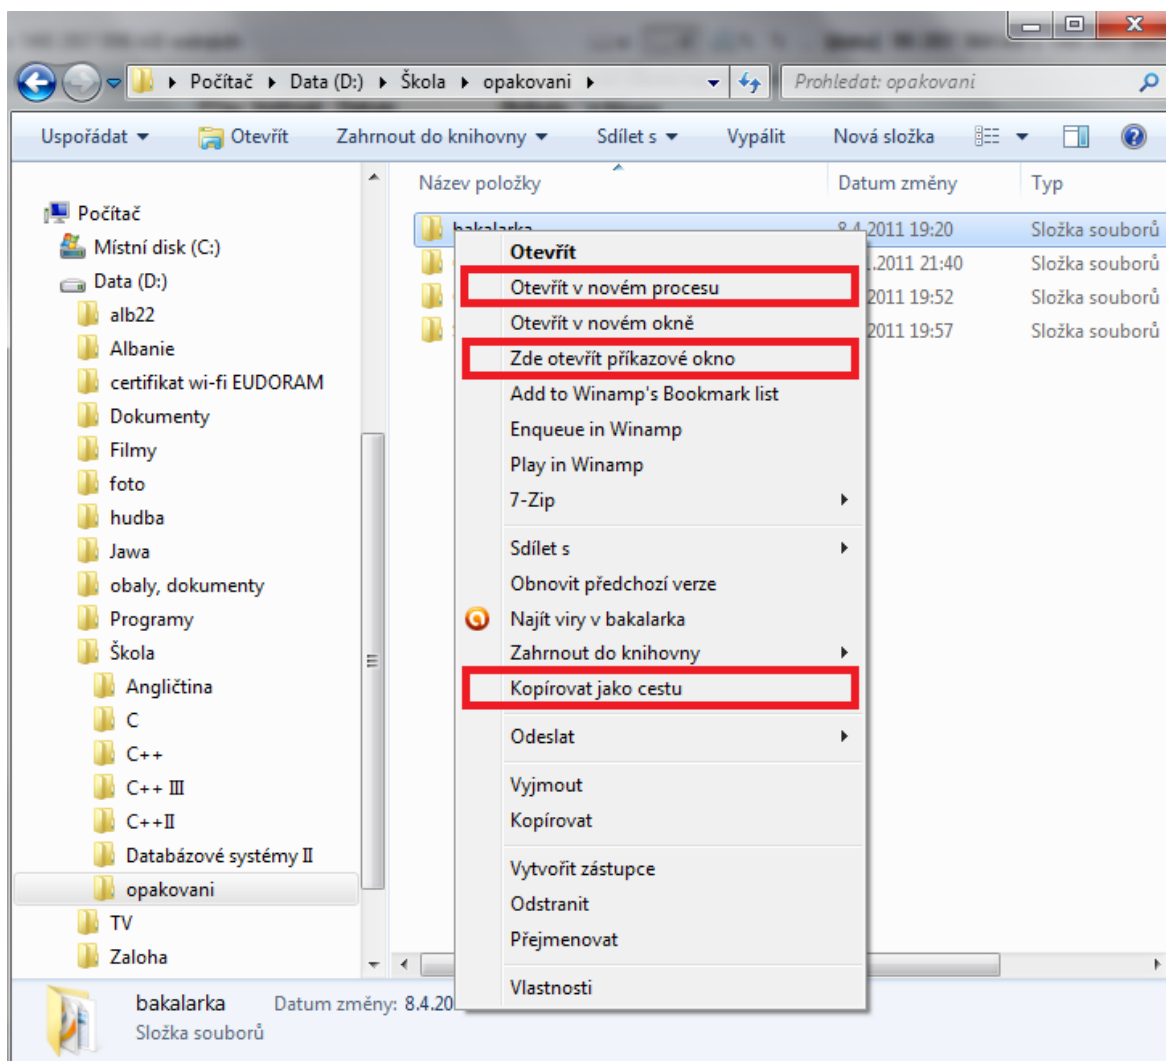 Počítač Data (D:) Škola opakovani
Prohledat: opakovani
Uspořádat Otevřít Zahrnout do knihovny Sdílet s Vypálit Nová složka
Název položky Datum změny Typ
Počítač
Místní disk (C:)
Data (D:)
alb22
Albanie
certifikat wi-fi EUDORAM
Dokumenty
Filmy
foto
hudba
Jawa
obaly, dokumenty
Programy
Škola
Angličtina
C
C++
C++ III
C++II
Databázové systémy II
opakovani
TV
Zaloha
bakalarka 8.4.2011 19:20 Složka souborů
.2011 21:40 Složka souborů
2011 19:52 Složka souborů
2011 19:57 Složka souborů
Otevřít
Otevřít v novém procesu
Otevřít v novém okně
Zde otevřít příkazové okno
Add to Winamp's Bookmark list
Enqueue in Winamp
Play in Winamp
7-Zip
Sdílet s
Obnovit předchozí verze
Najít viry v bakalarka
Zahrnout do knihovny
Kopírovat jako cestu
Odeslat
Vyjmout
Kopírovat
Vytvořit zástupce
Odstranit
Přejmenovat
Vlastnosti
bakalarka Datum změny: 8.4.20
Složka souborů